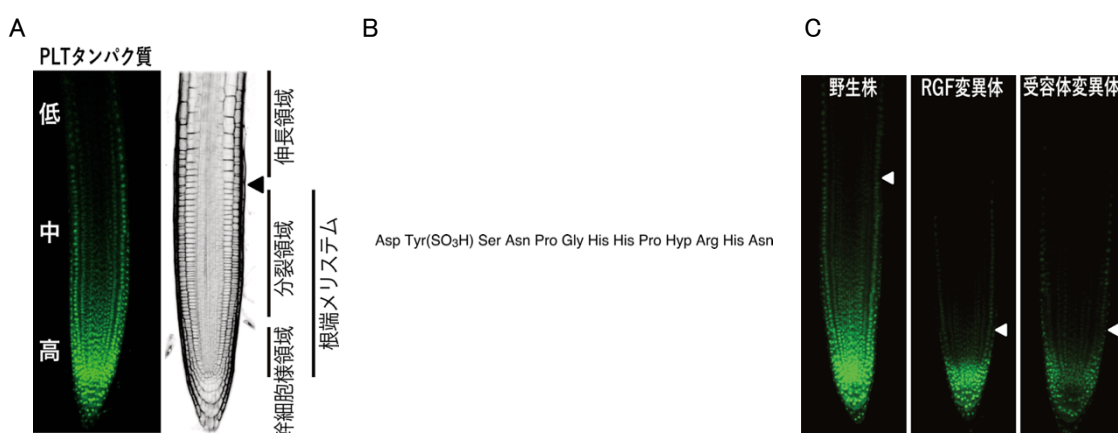 A
PLTタンパク質
低
中
高
伸長領域
分裂領域
幹細胞様領域
根端メリステム
B
Asp Tyr(SO₃H) Ser Asn Pro Gly His His Pro Hyp Arg His Asn
C
野生株
RGF変異体
受容体変異体